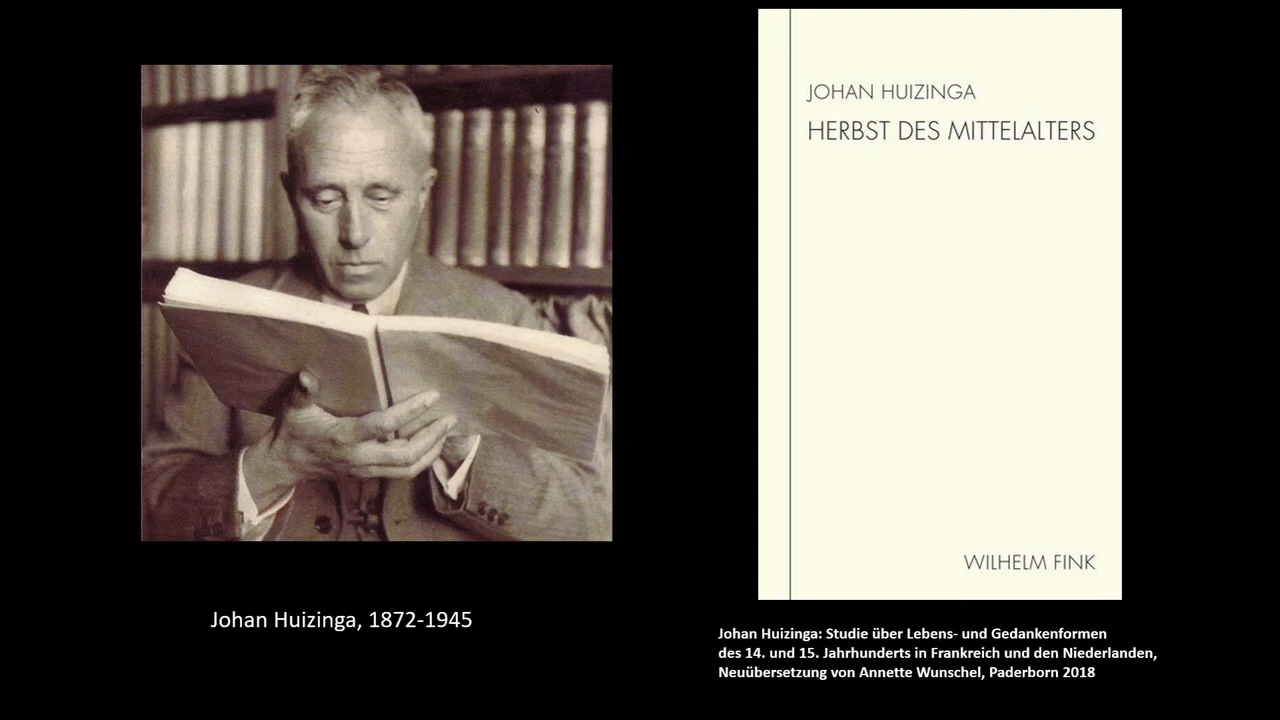 JOHAN HUIZINGA
HERBST DES MITTELALTERS
WILHELM FINK
Johan Huizinga, 1872-1945
Johan Huizinga: Studie über Lebens- und Gedankenformen
des 14. und 15. Jahrhunderts in Frankreich und den Niederlanden,
Neuübersetzung von Annette Wunschel, Paderborn 2018